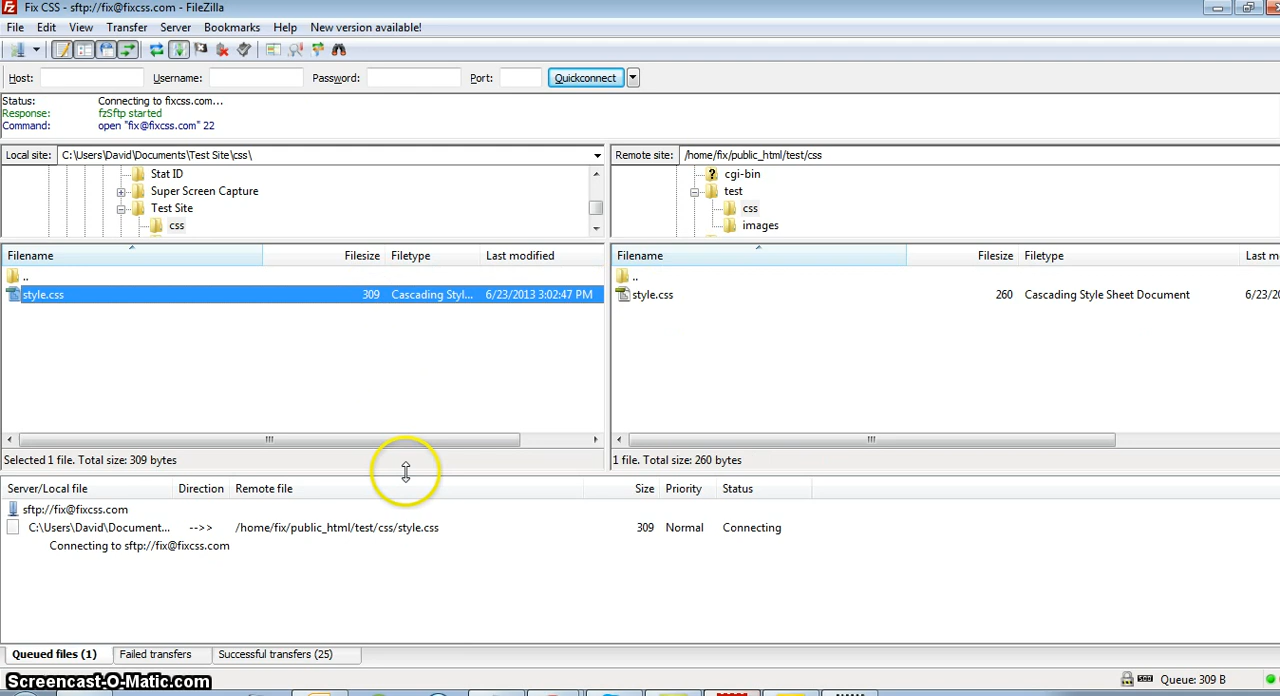 Fix CSS - sftp://fix@fixcss.com - FileZilla
File Edit View Transfer Server Bookmarks Help New version available!
Host: Username: Password: Port: Quickconnect
Status: Connecting to fixcss.com...
Response: fzSftp started
Command: open "fix@fixcss.com" 22
Local site: C:\Users\David\Documents\Test Site\css\
Stat ID
Super Screen Capture
Test Site
css
Remote site: /home/fix/public_html/test/css
cgi-bin
test
css
images
Filename Filesize Filetype Last modified
..
style.css 309 Cascading Styl... 6/23/2013 3:02:47 PM
Selected 1 file. Total size: 309 bytes
Filename Filesize Filetype Last m
..
style.css 260 Cascading Style Sheet Document 6/23/20
1 file. Total size: 260 bytes
Server/Local file Direction Remote file Size Priority Status
sftp://fix@fixcss.com
C:\Users\David\Document... -->> /home/fix/public_html/test/css/style.css 309 Normal Connecting
Connecting to sftp://fix@fixcss.com
Queued files (1) Failed transfers Successful transfers (25)
Screencast-O-Matic.com Queue: 309 B